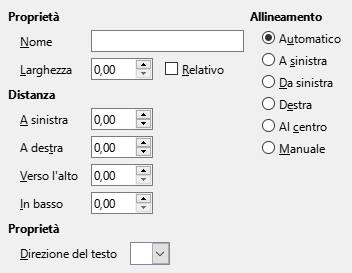 Proprietà
Nome
Larghezza 0,00 Relativo
Distanza
A sinistra 0,00
A destra 0,00
Verso l'alto 0,00
In basso 0,00
Proprietà
Direzione del testo
Allineamento
Automatico
A sinistra
Da sinistra
Destra
Al centro
Manuale